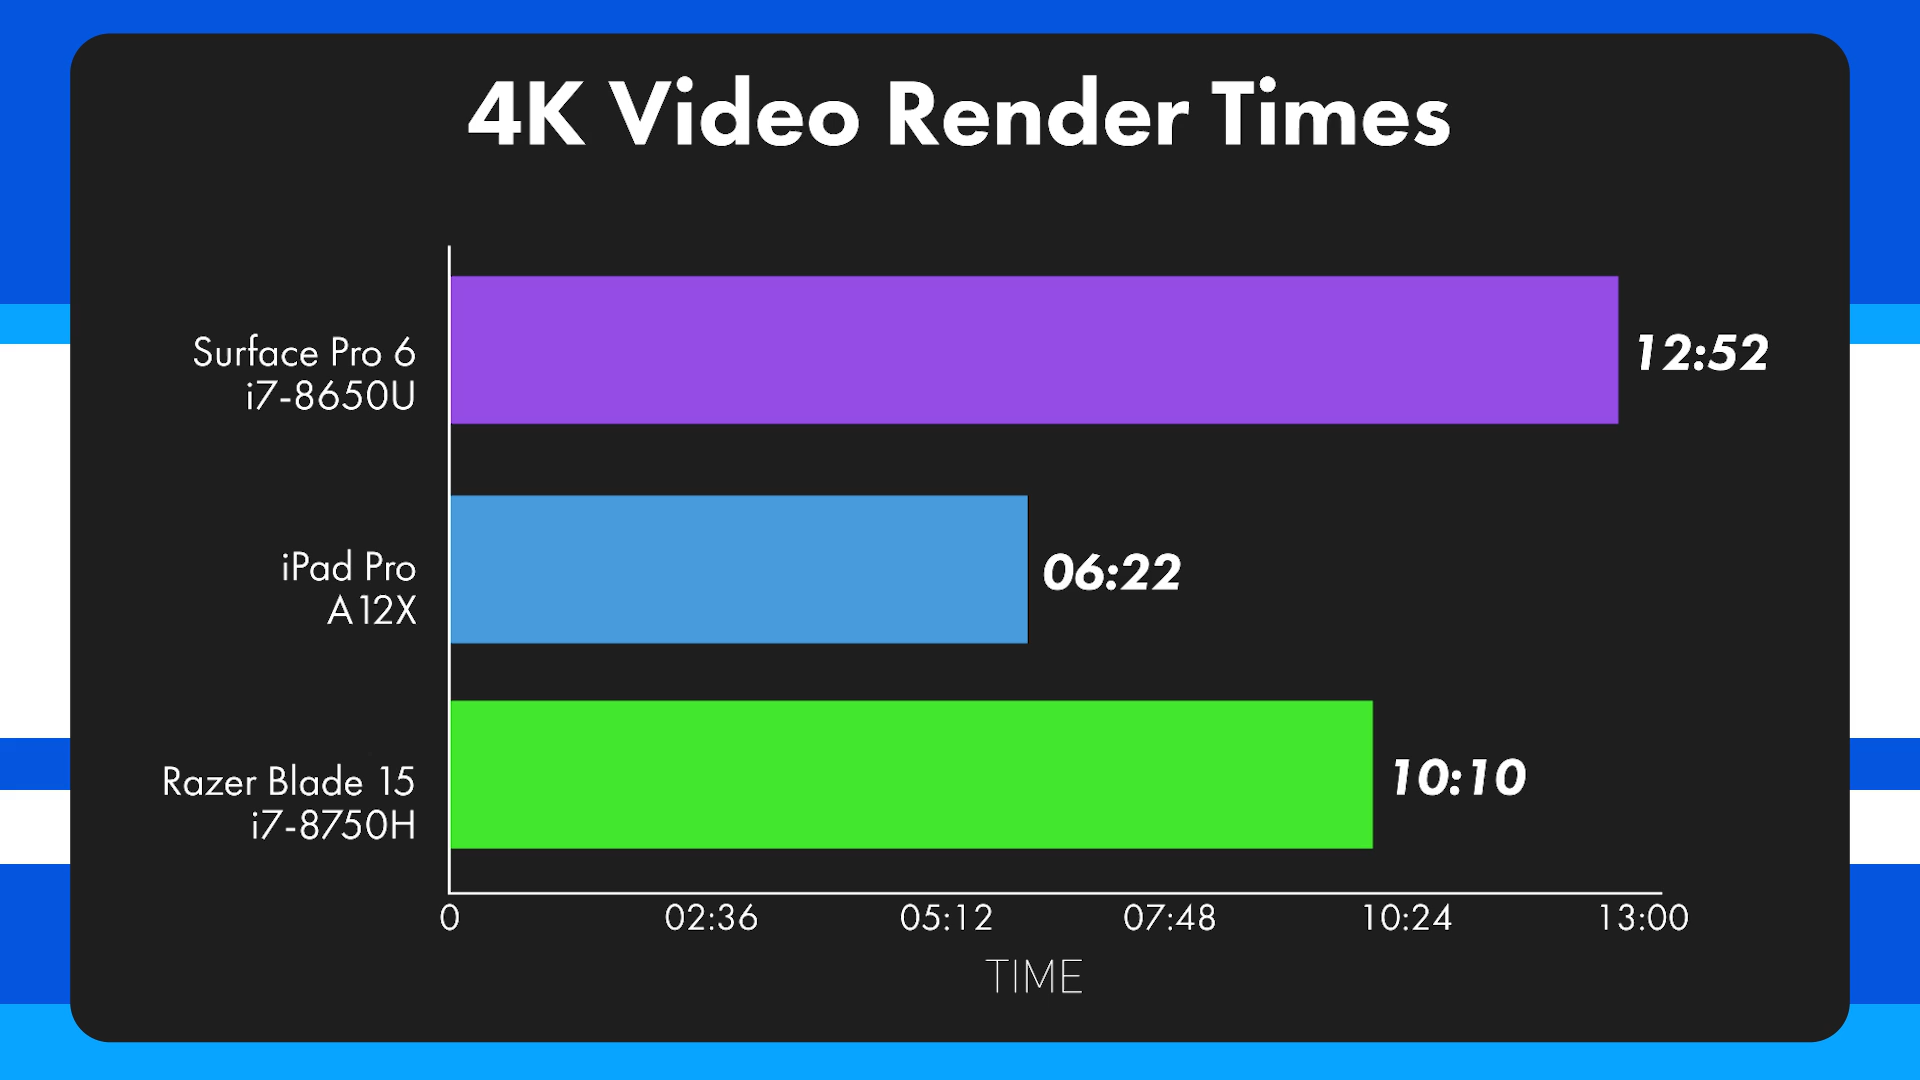 4K Video Render Times
Surface Pro 6
i7-8650U
12:52
iPad Pro
A12X
06:22
Razer Blade 15
i7-8750H
10:10
0 02:36 05:12 07:48 10:24 13:00
TIME